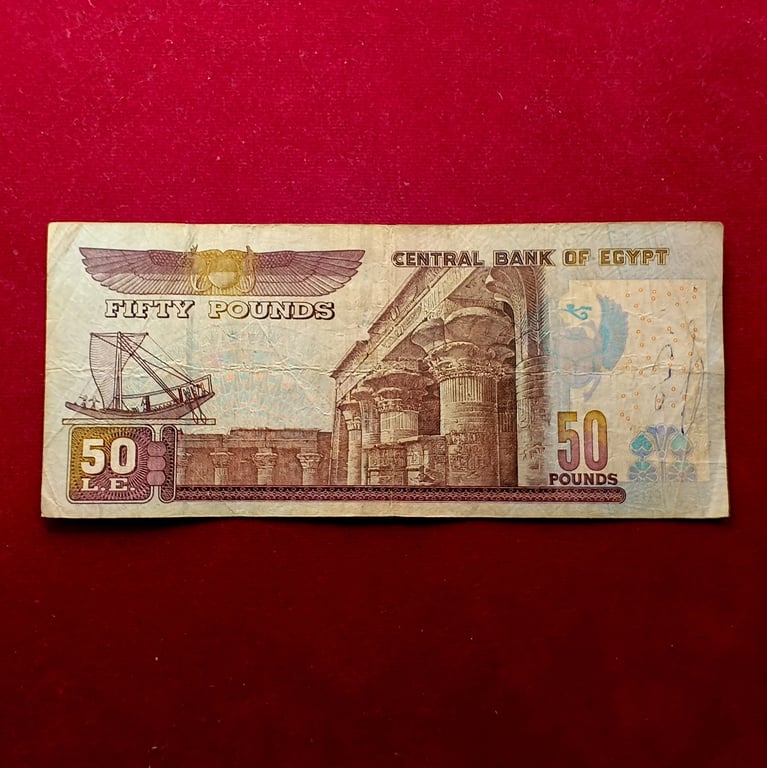 CENTRAL BANK OF EGYPT
FIFTY POUNDS
50
L.E.
50
POUNDS